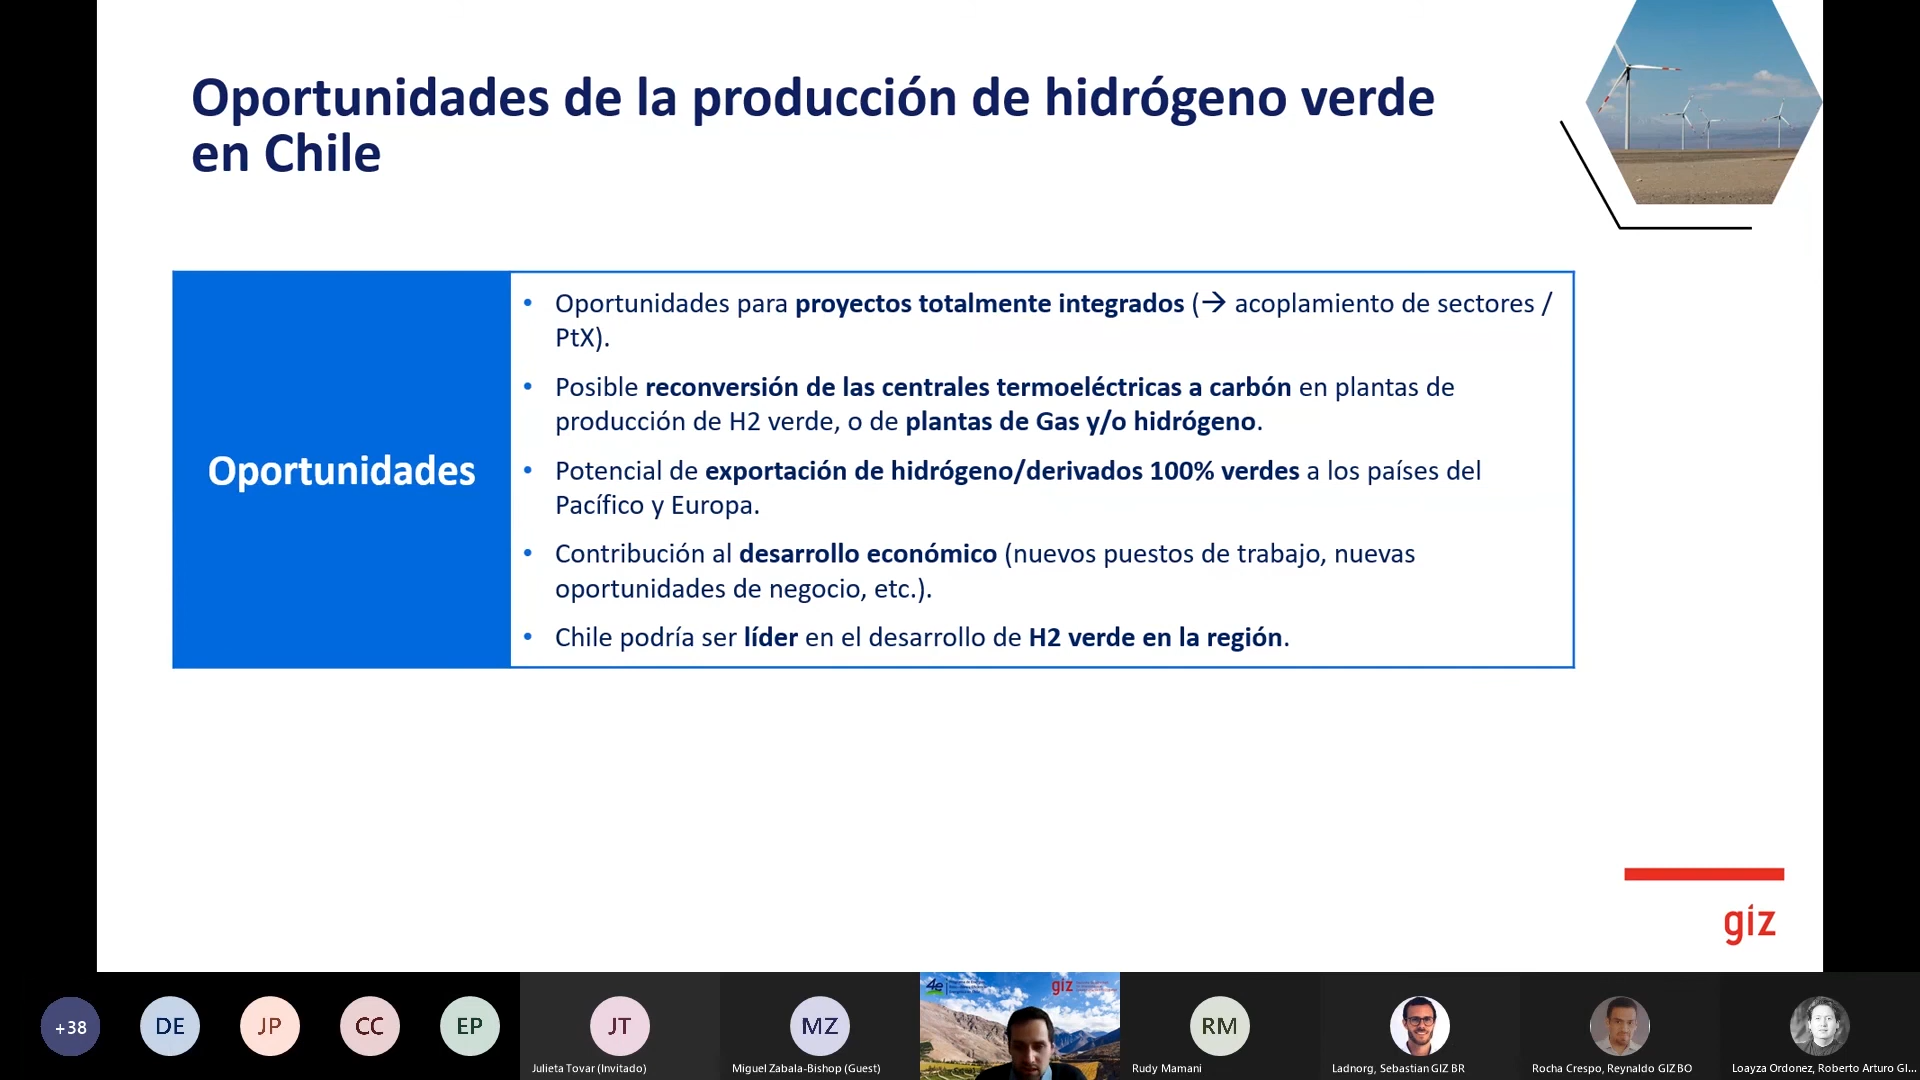 Oportunidades de la producción de hidrógeno verde
en Chile
Oportunidades
• Oportunidades para proyectos totalmente integrados (→ acoplamiento de sectores /
PtX).
• Posible reconversión de las centrales termoeléctricas a carbón en plantas de
producción de H2 verde, o de plantas de Gas y/o hidrógeno.
• Potencial de exportación de hidrógeno/derivados 100% verdes a los países del
Pacífico y Europa.
• Contribución al desarrollo económico (nuevos puestos de trabajo, nuevas
oportunidades de negocio, etc.).
• Chile podría ser líder en el desarrollo de H2 verde en la región.
giz
+38
DE
JP
CC
EP
JT
Julieta Tovar (Invitado)
MZ
Miguel Zabala-Bishop (Guest)
4e
giz
RM
Rudy Mamani
Ladnorg, Sebastian GIZ BR
Rocha Crespo, Reynaldo GIZ BO
Loayza Ordonez, Roberto Arturo GI...